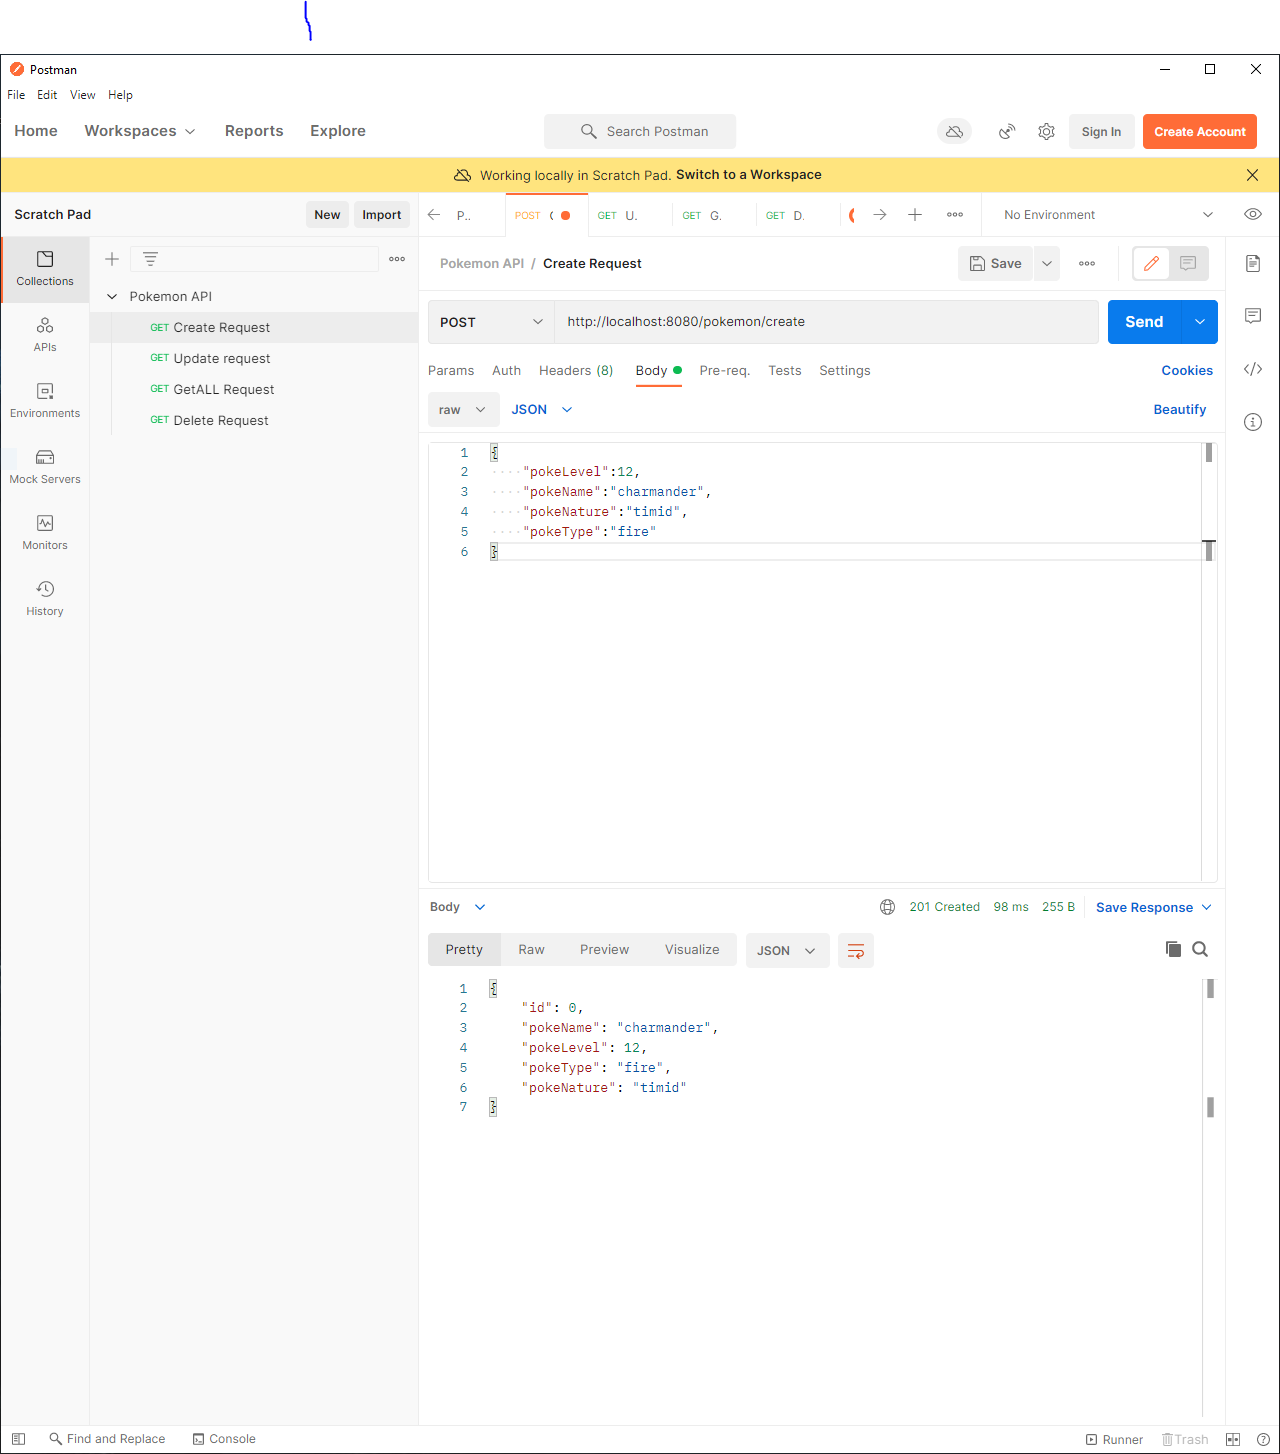 Postman
File Edit View Help
Home Workspaces Reports Explore Search Postman Sign In Create Account
Working locally in Scratch Pad. Switch to a Workspace
Scratch Pad New Import P.. POST GET U. GET G. GET D. No Environment
Collections
APIs
Environments
Mock Servers
Monitors
History
Pokemon API
GET Create Request
GET Update request
GET GetALL Request
GET Delete Request
Pokemon API / Create Request Save
POST http://localhost:8080/pokemon/create Send
Params Auth Headers (8) Body Pre-req. Tests Settings Cookies
raw JSON Beautify
1 {
2 "pokeLevel":12,
3 "pokeName":"charmander",
4 "pokeNature":"timid",
5 "pokeType":"fire"
6 }
Body 201 Created 98 ms 255 B Save Response
Pretty Raw Preview Visualize JSON
1 {
2 "id": 0,
3 "pokeName": "charmander",
4 "pokeLevel": 12,
5 "pokeType": "fire",
6 "pokeNature": "timid"
7 }
Find and Replace Console Runner Trash